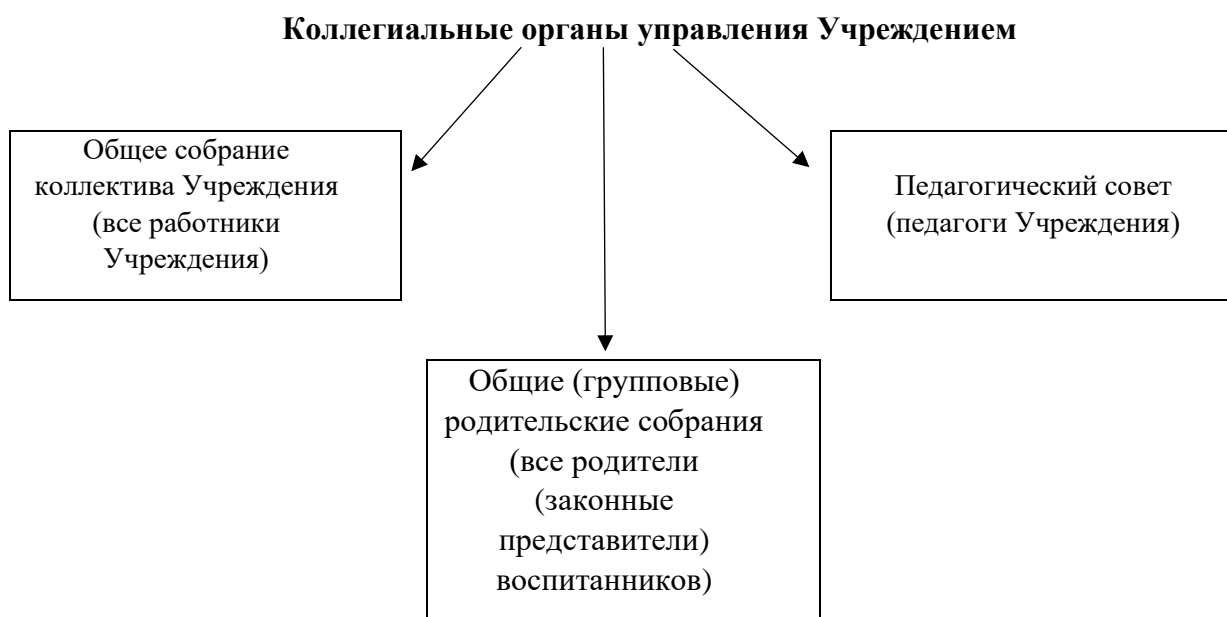 Коллегиальные органы управления Учреждением
Общее собрание
коллектива Учреждения
(все работники
Учреждения)
Педагогический совет
(педагоги Учреждения)
Общие (групповые)
родительские собрания
(все родители
(законные
представители)
воспитанников)